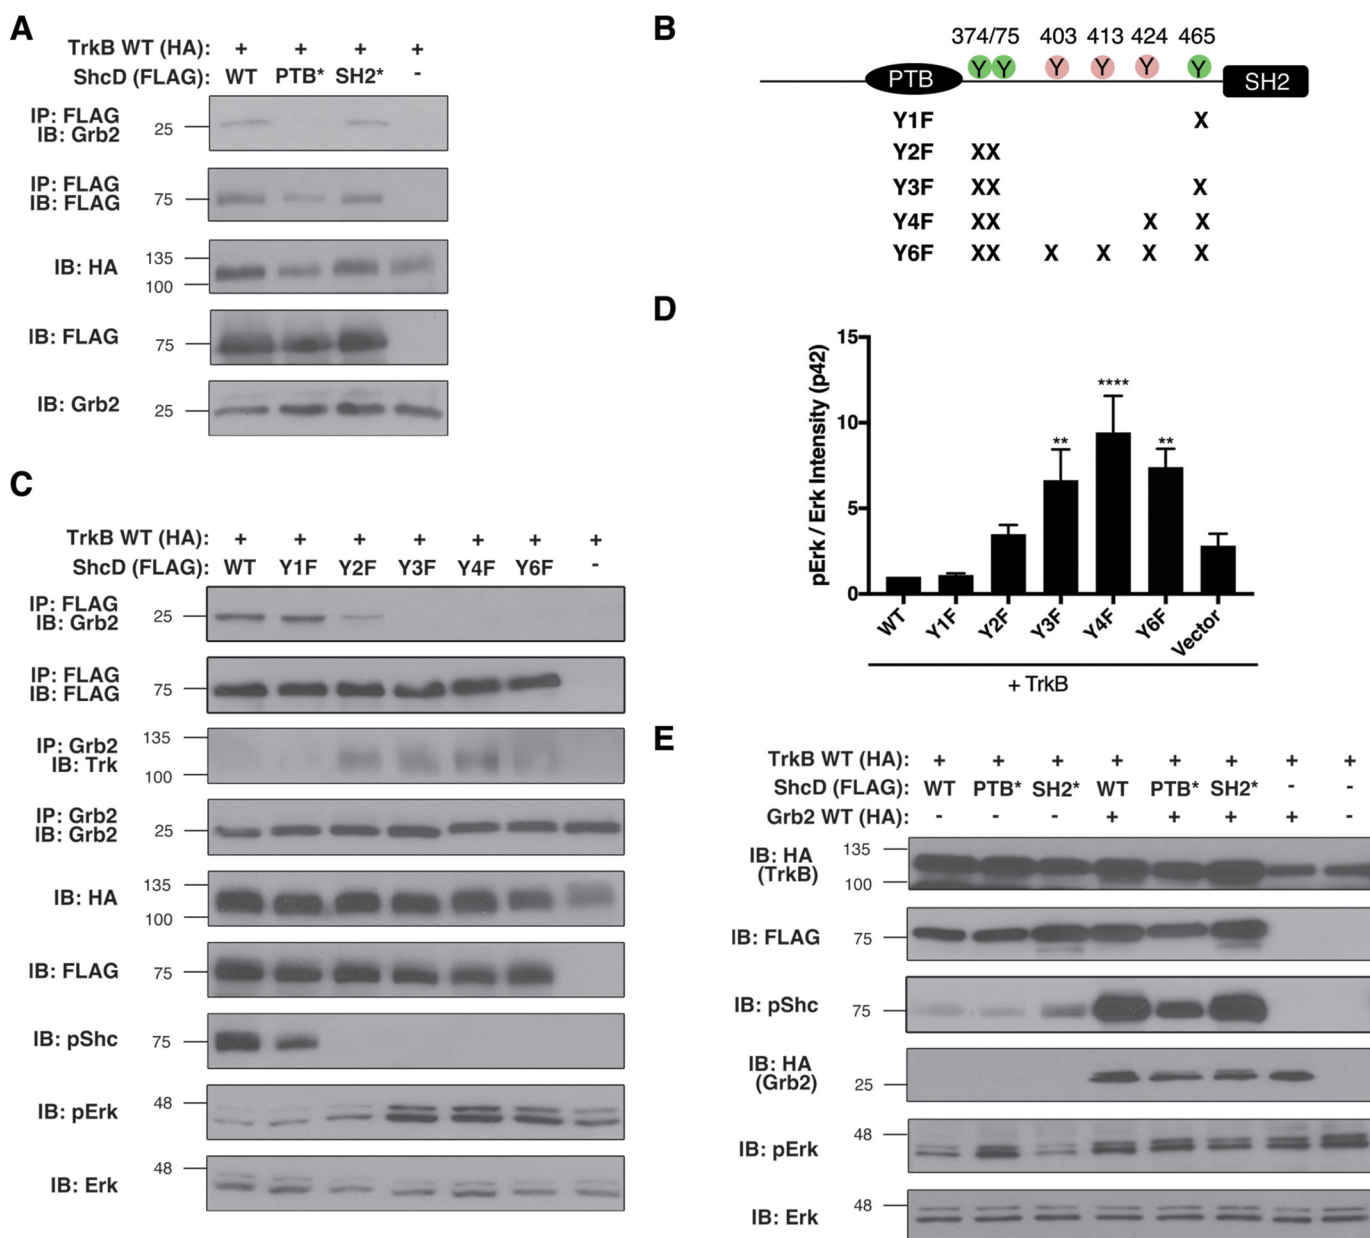 A
TrkB WT (HA): + + + +
ShcD (FLAG): WT PTB* SH2* -
IP: FLAG
IB: Grb2
25
IP: FLAG
IB: FLAG
75
IB: HA
135
100
IB: FLAG
75
IB: Grb2
25
B
374/75 403 413 424 465
PTB Y Y Y Y Y Y SH2
Y1F X
Y2F XX
Y3F XX X
Y4F XX X X
Y6F XX X X X X
C
TrkB WT (HA): + + + + + + +
ShcD (FLAG): WT Y1F Y2F Y3F Y4F Y6F -
IP: FLAG
IB: Grb2
25
IP: FLAG
IB: FLAG
75
IP: Grb2
IB: Trk
135
100
IP: Grb2
IB: Grb2
25
IB: HA
135
100
IB: FLAG
75
IB: pShc
75
IB: pErk
48
IB: Erk
48
D
pErk / Erk Intensity (p42)
15
10
5
0
**
****
**
WT Y1F Y2F Y3F Y4F Y6F Vector
+ TrkB
E
TrkB WT (HA): + + + + + + + +
ShcD (FLAG): WT PTB* SH2* WT PTB* SH2* - -
Grb2 WT (HA): - - - + + + + -
IB: HA
(TrkB)
135
100
IB: FLAG
75
IB: pShc
75
IB: HA
(Grb2)
25
IB: pErk
48
IB: Erk
48